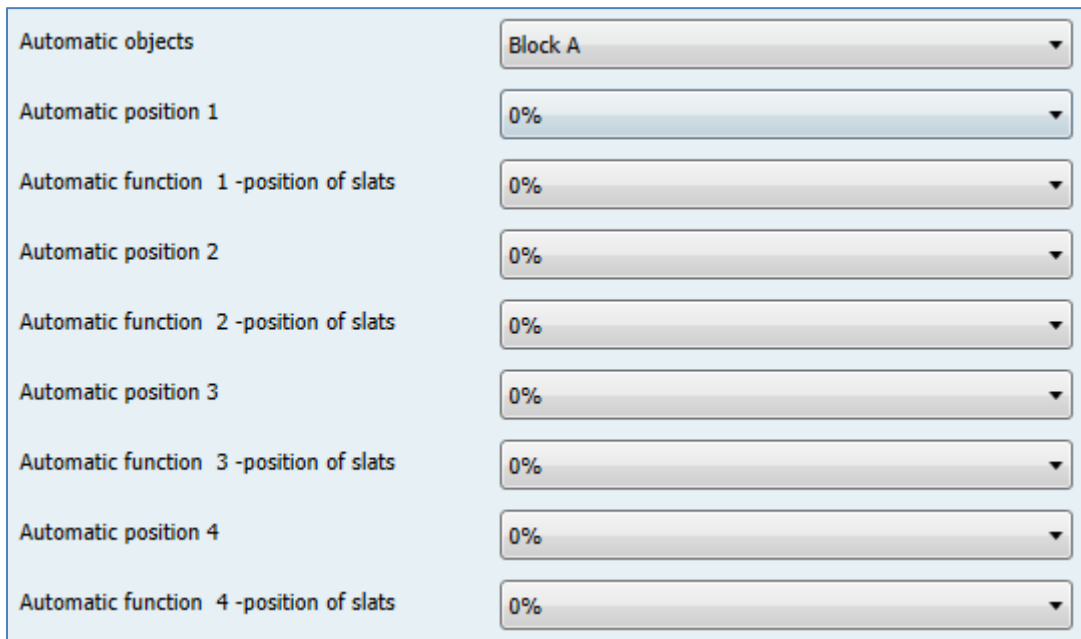 Automatic objects Block A
Automatic position 1 0%
Automatic function  1 -position of slats 0%
Automatic position 2 0%
Automatic function  2 -position of slats 0%
Automatic position 3 0%
Automatic function  3 -position of slats 0%
Automatic position 4 0%
Automatic function  4 -position of slats 0%